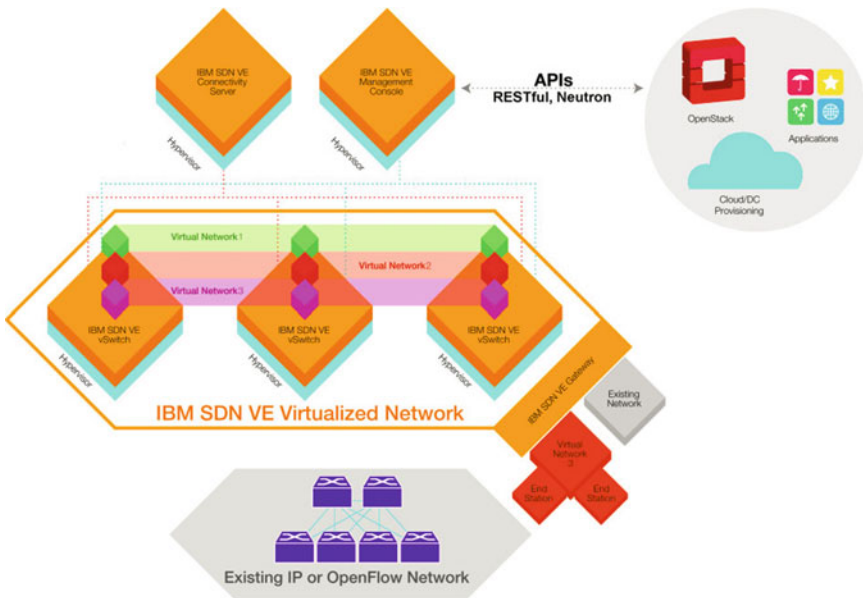 IBM SDN VE
Connectivity
Server
Hypervisor
IBM SDN VE
Management
Console
Hypervisor
APIs
RESTful, Neutron
OpenStack
Applications
Cloud/DC
Provisioning
Virtual Network1
Virtual Network2
Virtual Network3
IBM SDN VE
vSwitch
Hypervisor
IBM SDN VE
vSwitch
Hypervisor
IBM SDN VE
vSwitch
Hypervisor
IBM SDN VE Virtualized Network
IBM SDN VE Gateway
Existing
Network
Virtual
Network
3
End
Station
End
Station
Existing IP or OpenFlow Network